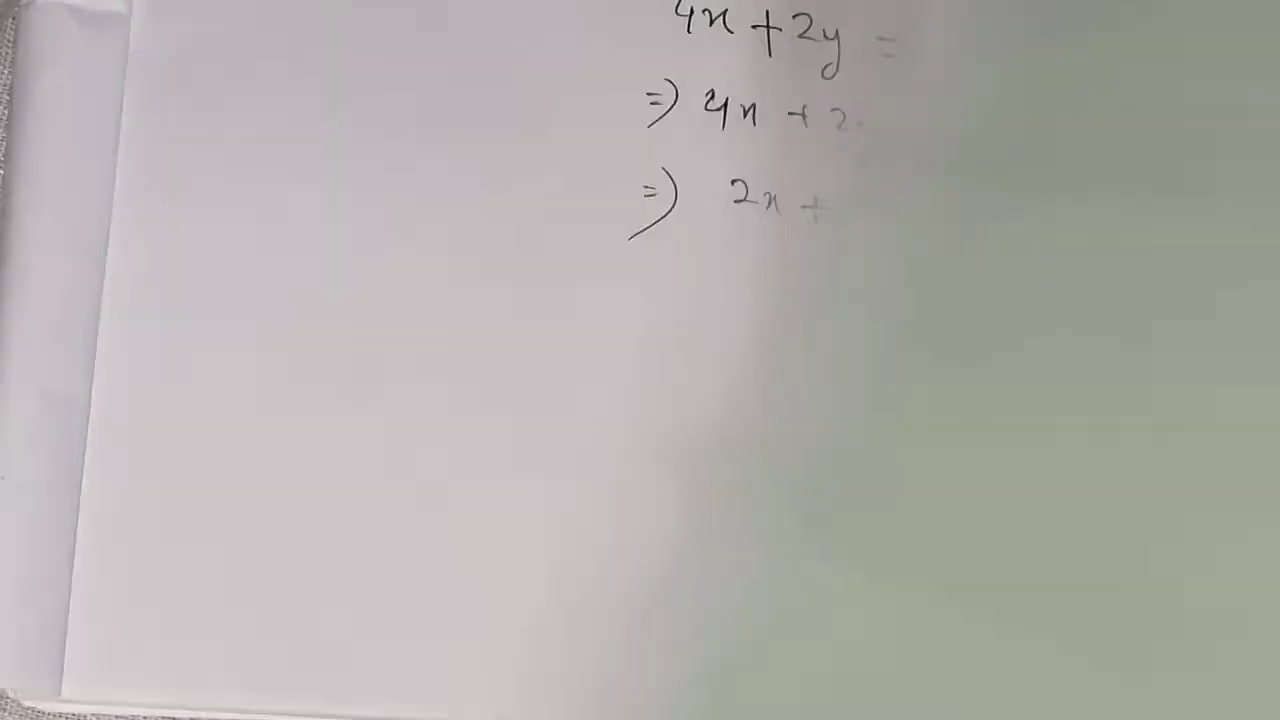 4x + 2y =
=) 4x + 2
=) 2x +